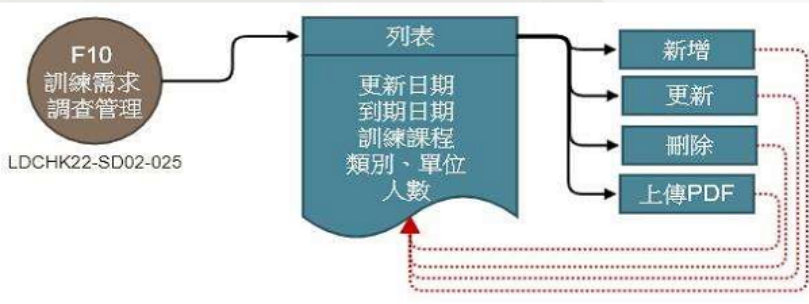 F10
訓練需求
調查管理
LDCHK22-SD02-025
列表
更新日期
到期日期
訓練課程
類別、單位
人數
新增
更新
刪除
上傳PDF